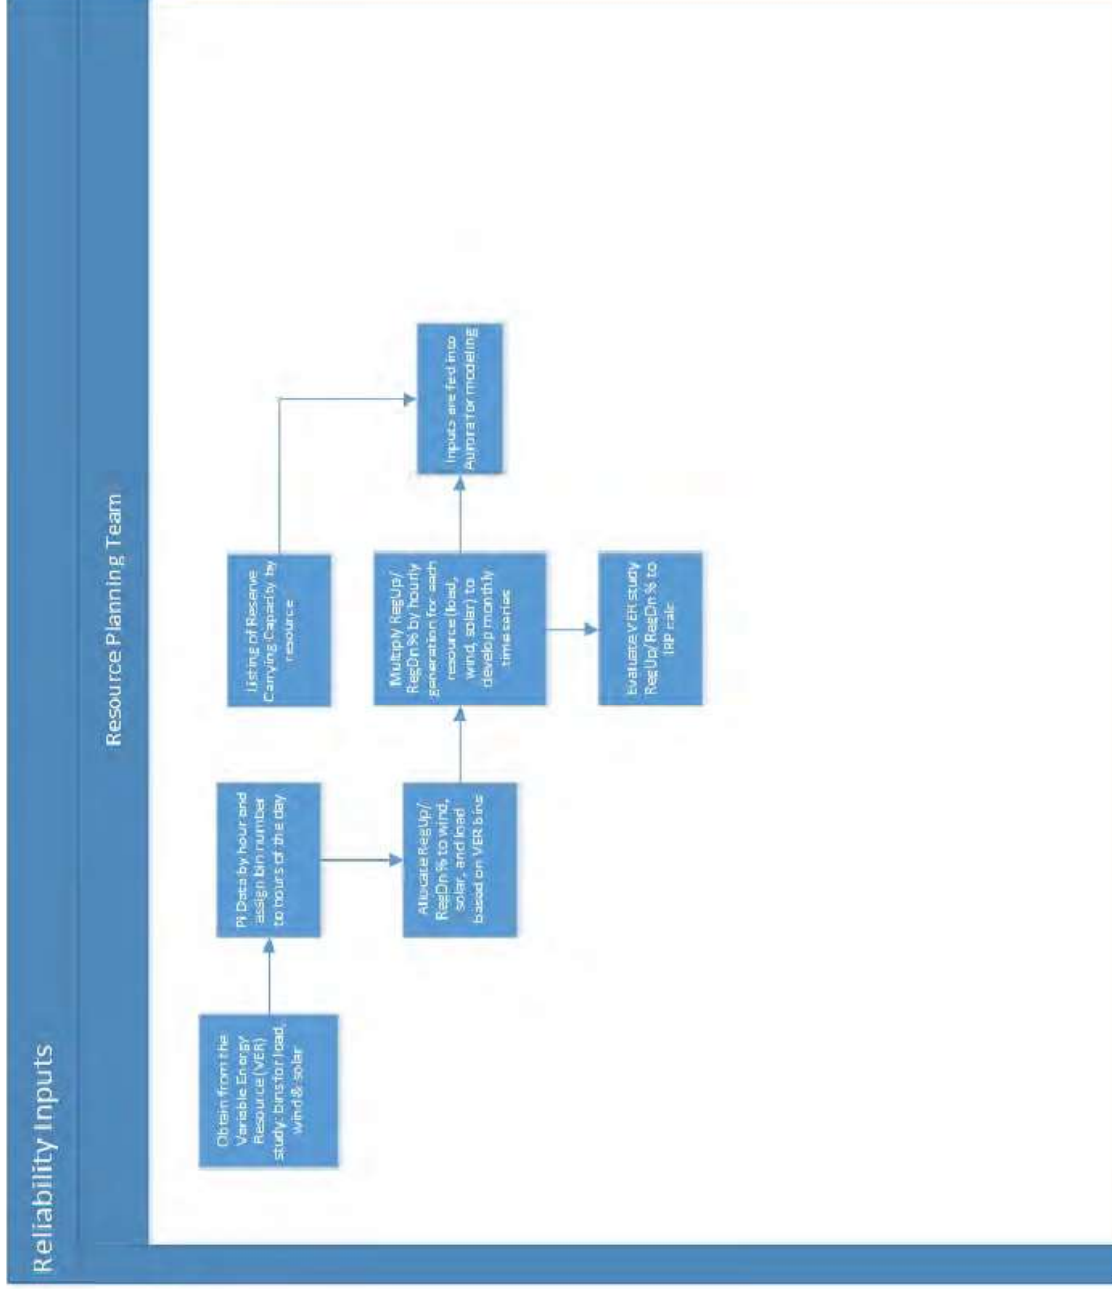 Reliability Inputs
Resource Planning Team
Obtain from the
Variable Energy
Resource (VER)
study: bins for load,
wind & solar
Pi Data by hour and
assign bin number
to hours of the day
Allocate RegUp/
RegDn % to wind,
solar, and load
based on VER bins
Listing of Reserve
Carrying Capacity by
resource
Multiply RegUp/
RegDn % by hourly
generation for each
resource (load,
wind, solar) to
develop monthly
time series
Evaluate VER study
RegUp/RegDn % to
IRP calc
Inputs are fed into
Aurora for modeling